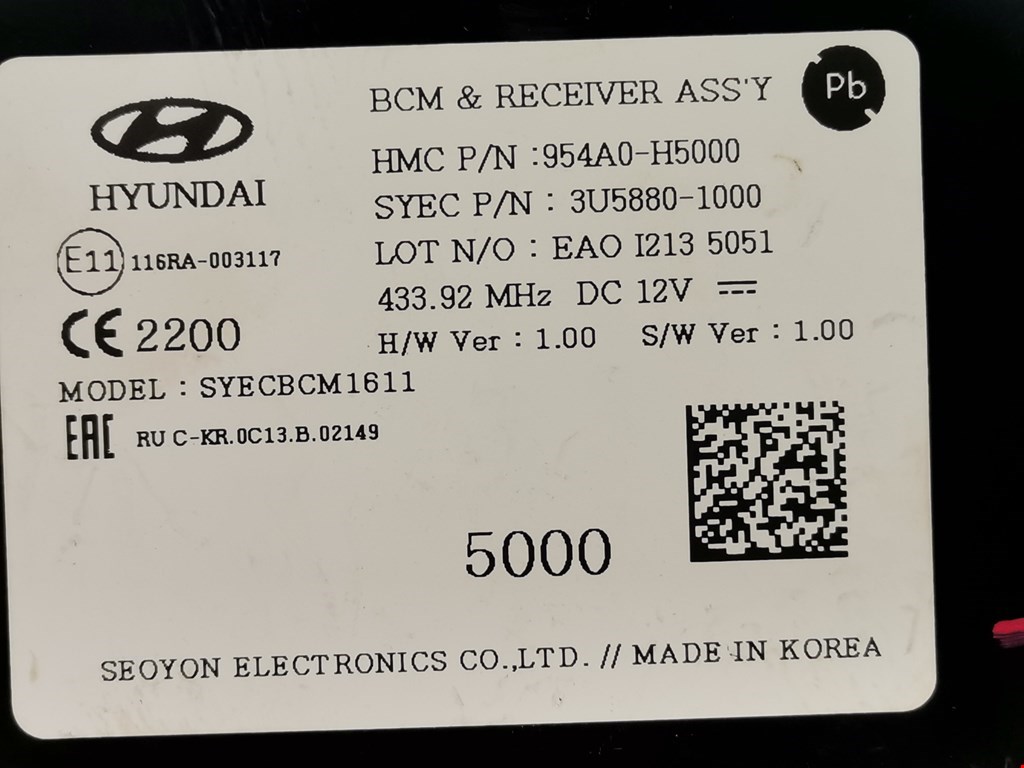 BCM & RECEIVER ASS'Y
Pb
HYUNDAI
HMC P/N :954A0-H5000
SYEC P/N : 3U5880-1000
E11 116RA-003117
LOT N/O : EAO I213 5051
433.92 MHz DC 12V
CE 2200
H/W Ver : 1.00 S/W Ver : 1.00
MODEL : SYECBCM1611
EAC RU C-KR.0C13.B.02149
5000
SEOYON ELECTRONICS CO.,LTD. // MADE IN KOREA